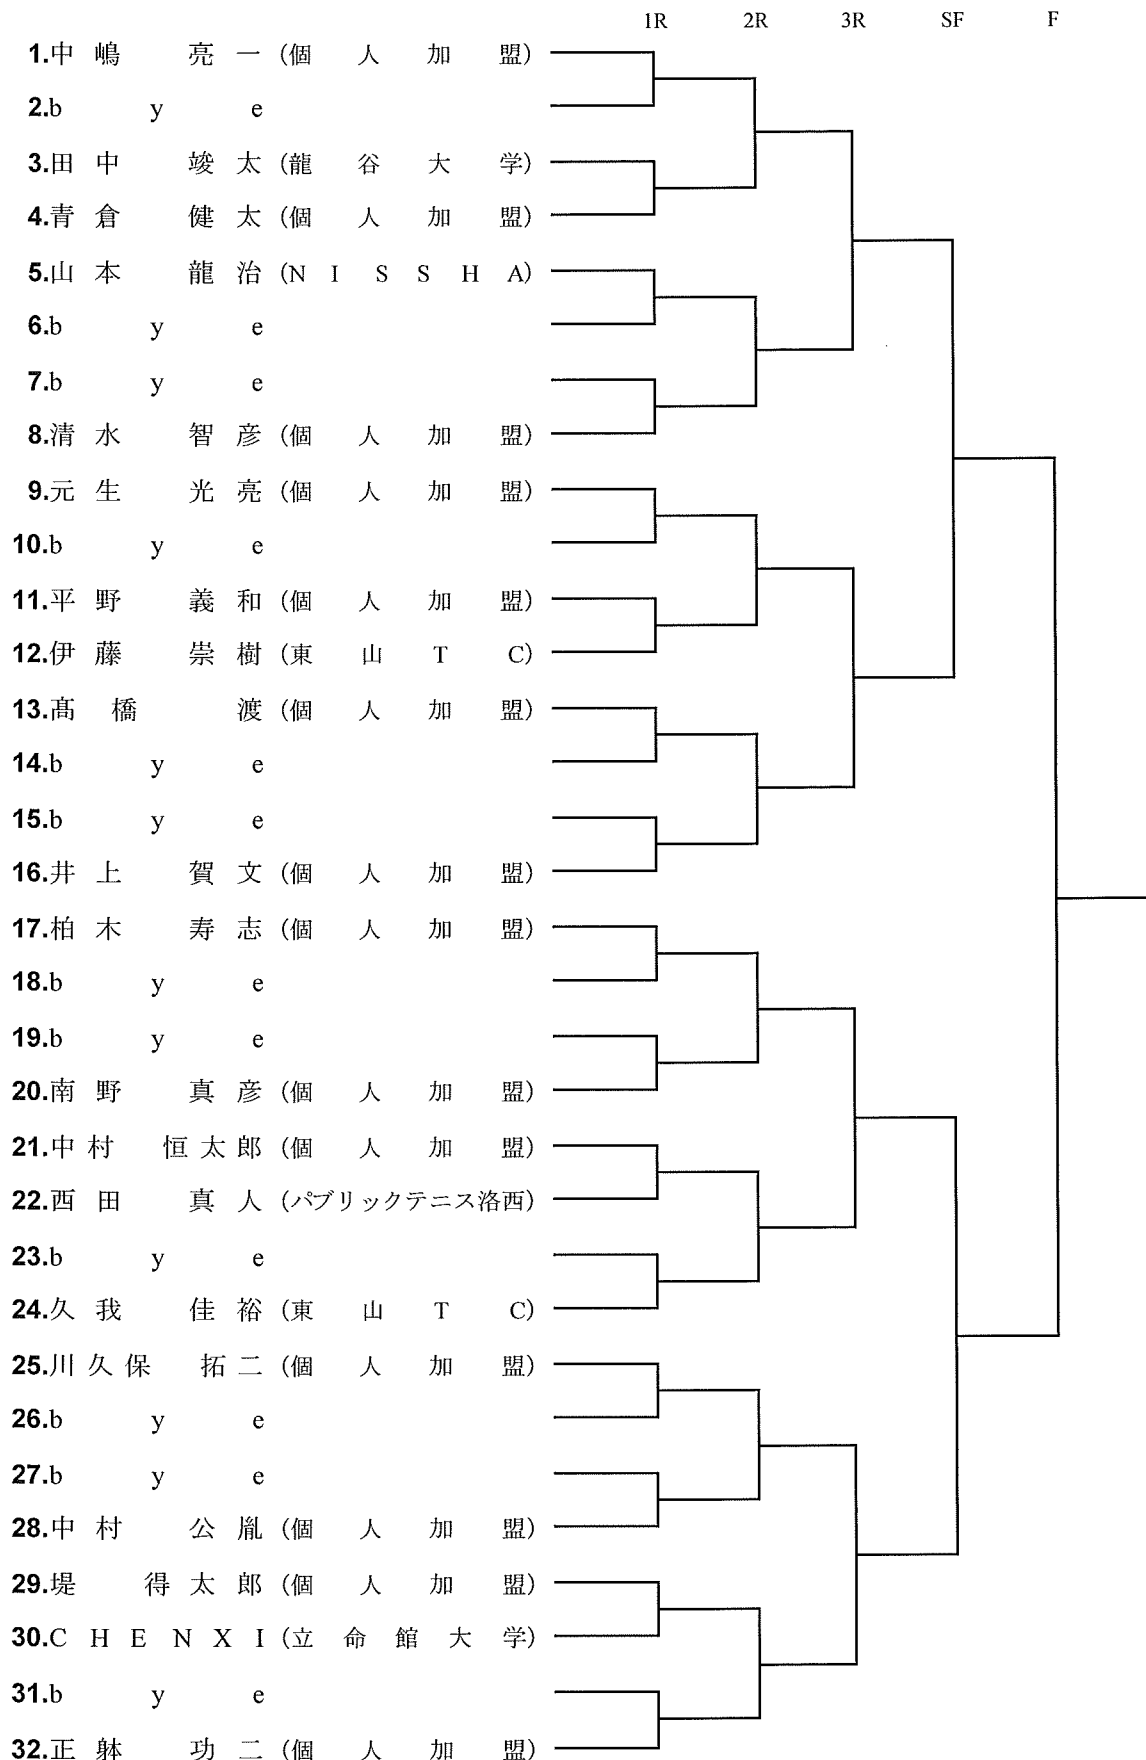 1R 2R 3R SF F
1.中嶋 亮一 (個人加盟)
2.bye
3.田中 竣太 (龍谷大学)
4.青倉 健太 (個人加盟)
5.山本 龍治 (NISSHA)
6.bye
7.bye
8.清水 智彦 (個人加盟)
9.元生 光亮 (個人加盟)
10.bye
11.平野 義和 (個人加盟)
12.伊藤 崇樹 (東山TC)
13.髙橋 渡 (個人加盟)
14.bye
15.bye
16.井上 賀文 (個人加盟)
17.柏木 寿志 (個人加盟)
18.bye
19.bye
20.南野 真彦 (個人加盟)
21.中村 恒太郎 (個人加盟)
22.西田 真人 (パブリックテニス洛西)
23.bye
24.久我 佳裕 (東山TC)
25.川久保 拓二 (個人加盟)
26.bye
27.bye
28.中村 公胤 (個人加盟)
29.堤 得太郎 (個人加盟)
30.CHENXI (立命館大学)
31.bye
32.正躰 功二 (個人加盟)